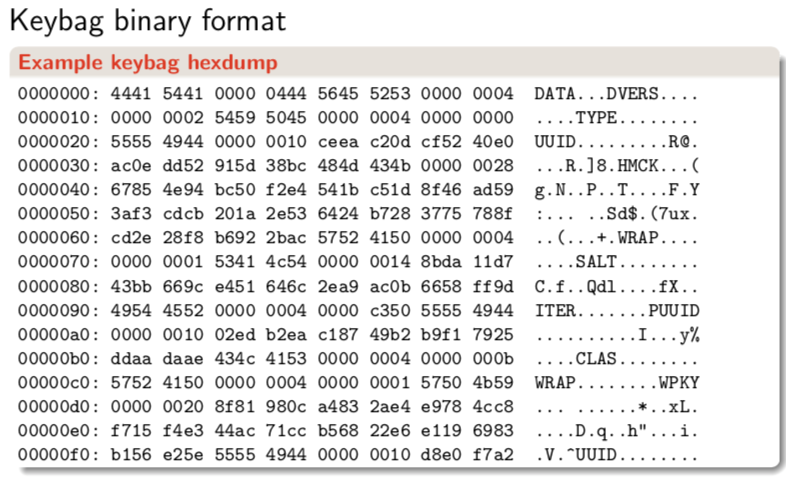 Keybag binary format
Example keybag hexdump
0000000: 4441 5441 0000 0444 5645 5253 0000 0004 DATA...DVERS....
0000010: 0000 0002 5459 5045 0000 0004 0000 0000 ....TYPE........
0000020: 5555 4944 0000 0010 ceea c20d cf52 40e0 UUID.........R@.
0000030: ac0e dd52 915d 38bc 484d 434b 0000 0028 ...R.]8.HMCK...(
0000040: 6785 4e94 bc50 f2e4 541b c51d 8f46 ad59 g.N..P..T....F.Y
0000050: 3af3 cdcb 201a 2e53 6424 b728 3775 788f :... ..Sd$.(7ux.
0000060: cd2e 28f8 b692 2bac 5752 4150 0000 0004 ..(...+.WRAP....
0000070: 0000 0001 5341 4c54 0000 0014 8bda 11d7 ....SALT........
0000080: 43bb 669c e451 646c 2ea9 ac0b 6658 ff9d C.f..Qdl....fX..
0000090: 4954 4552 0000 0004 0000 c350 5555 4944 ITER.......PUUID
00000a0: 0000 0010 02ed b2ea c187 49b2 b9f1 7925 ..........I...y%
00000b0: ddaa daae 434c 4153 0000 0004 0000 000b ....CLAS........
00000c0: 5752 4150 0000 0004 0000 0001 5750 4b59 WRAP........WPKY
00000d0: 0000 0020 8f81 980c a483 2ae4 e978 4cc8 ... ......*..xL.
00000e0: f715 f4e3 44ac 71cc b568 22e6 e119 6983 ....D.q..h"...i.
00000f0: b156 e25e 5555 4944 0000 0010 d8e0 f7a2 .V.^UUID........